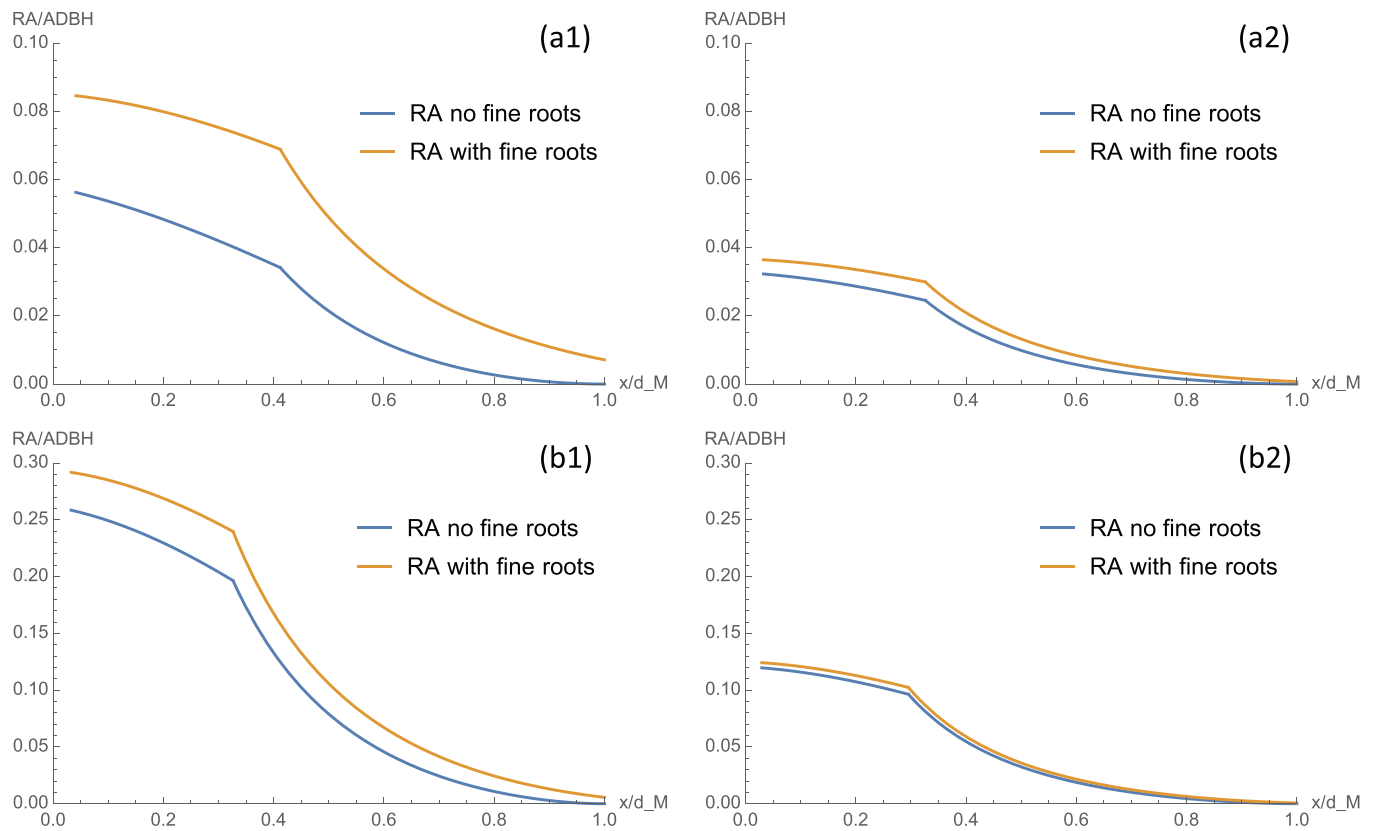 RA/ADBH
(a1)
0.10
0.08
0.06
0.04
0.02
0.00
RA no fine roots
RA with fine roots
x/d_M
0.0 0.2 0.4 0.6 0.8 1.0
RA/ADBH
(a2)
0.10
0.08
0.06
0.04
0.02
0.00
RA no fine roots
RA with fine roots
x/d_M
0.0 0.2 0.4 0.6 0.8 1.0
RA/ADBH
(b1)
0.30
0.25
0.20
0.15
0.10
0.05
0.00
RA no fine roots
RA with fine roots
x/d_M
0.0 0.2 0.4 0.6 0.8 1.0
RA/ADBH
(b2)
0.30
0.25
0.20
0.15
0.10
0.05
0.00
RA no fine roots
RA with fine roots
x/d_M
0.0 0.2 0.4 0.6 0.8 1.0